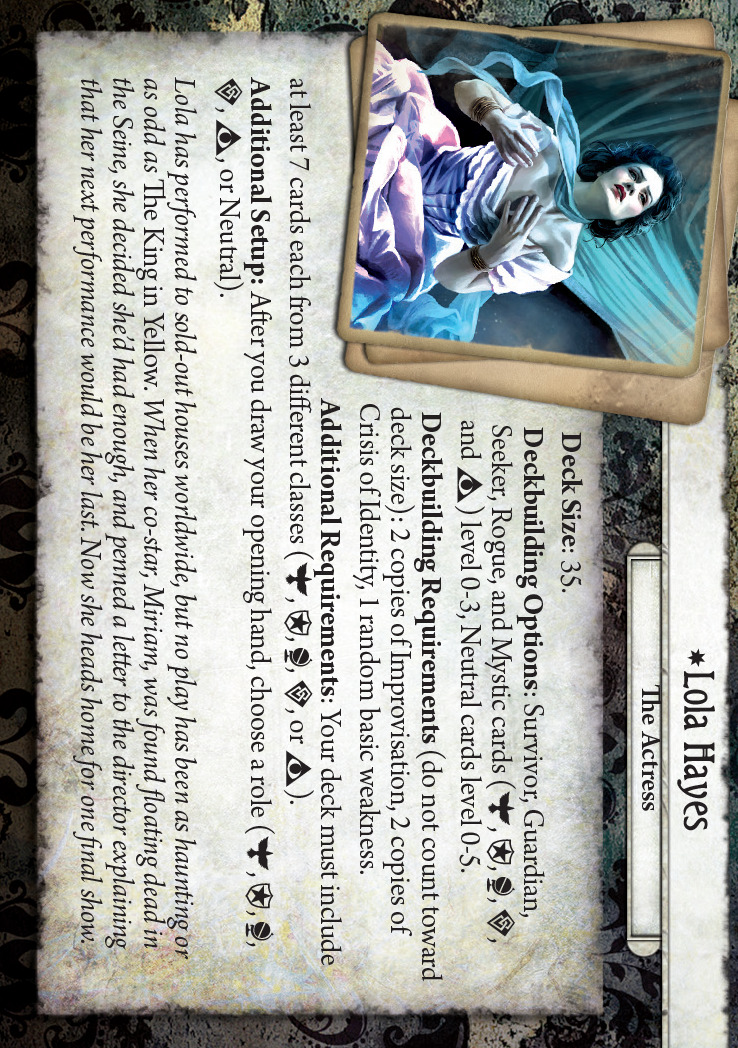 Lola Hayes
The Actress
Deck Size: 35.
Deckbuilding Options: Survivor, Guardian,
Seeker, Rogue, and Mystic cards ( , , , ,
and ) level 0-3, Neutral cards level 0-5.
Deckbuilding Requirements (do not count toward
deck size): 2 copies of Improvisation, 2 copies of
Crisis of Identity, 1 random basic weakness.
Additional Requirements: Your deck must include
at least 7 cards each from 3 different classes ( , , , , or ).
Additional Setup: After you draw your opening hand, choose a role ( , , ,
, , or Neutral).
Lola has performed to sold-out houses worldwide, but no play has been as haunting or
as odd as The King in Yellow. When her co-star, Miriam, was found floating dead in
the Seine, she decided she’d had enough, and penned a letter to the director explaining
that her next performance would be her last. Now she heads home for one final show.